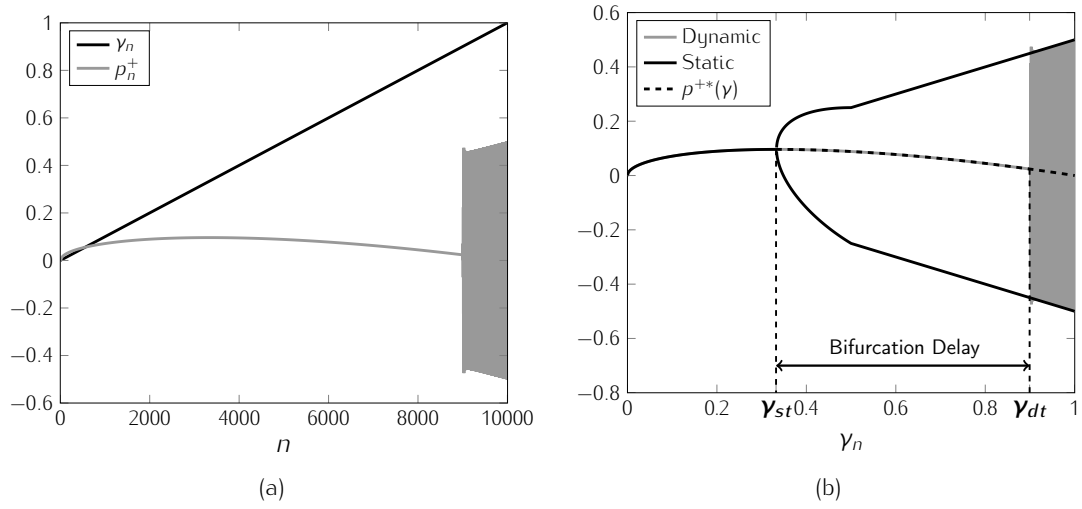 1
0.8
0.6
0.4
0.2
0
−0.2
−0.4
−0.6
0 2000 4000 6000 8000 10000
n
γn
pn+
(a)
0.6
0.4
0.2
0
−0.2
−0.4
−0.6
−0.8
Dynamic
Static
p+*(γ)
Bifurcation Delay
0 0.2 γst 0.4 0.6 0.8 γdt 1
γn
(b)